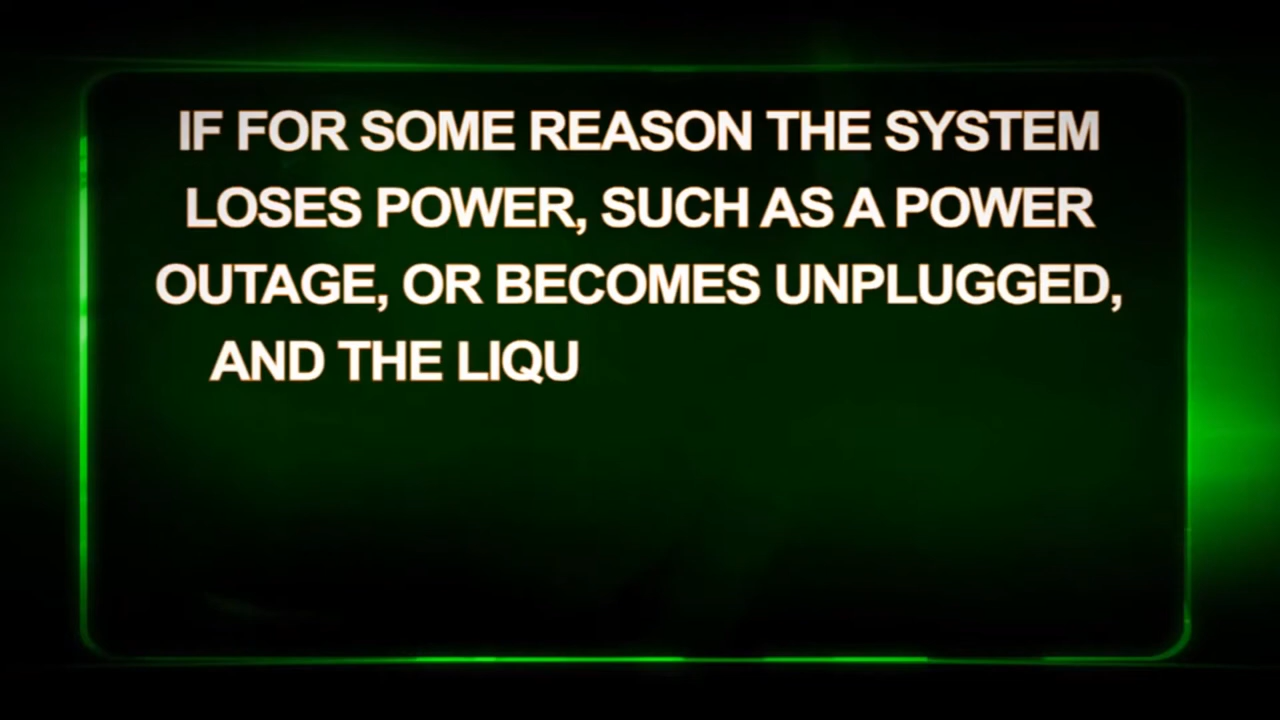 IF FOR SOME REASON THE SYSTEM
LOSES POWER, SUCH AS A POWER
OUTAGE, OR BECOMES UNPLUGGED,
AND THE LIQU